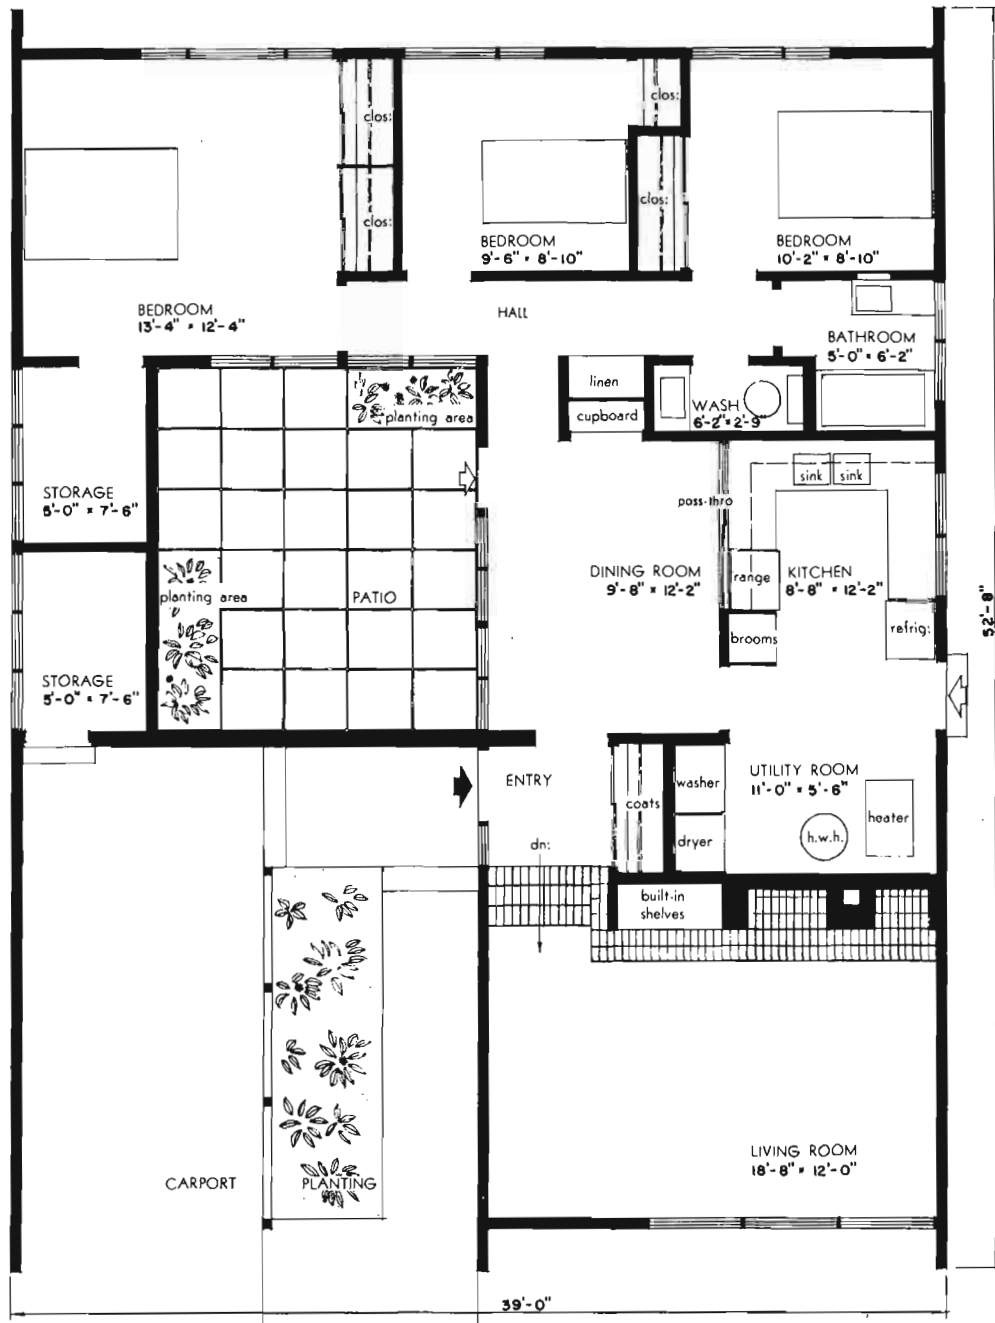 clos:
clos:
clos:
clos:
BEDROOM
9'-6" × 8'-10"
BEDROOM
10'-2" × 8'-10"
BEDROOM
13'-4" × 12'-4"
HALL
BATHROOM
5'-0" × 6'-2"
linen
cupboard
WASH
6'-2" × 2'-9"
planting area
STORAGE
5'-0" × 7'-6"
sink
sink
pass-thro
DINING ROOM
9'-8" × 12'-2"
range
KITCHEN
8'-8" × 12'-2"
planting area
PATIO
brooms
refrig:
52'-8"
STORAGE
5'-0" × 7'-6"
ENTRY
coats
washer
dryer
UTILITY ROOM
11'-0" × 5'-6"
h.w.h.
heater
dn:
built-in
shelves
LIVING ROOM
18'-8" × 12'-0"
CARPORT
PLANTING
39'-0"